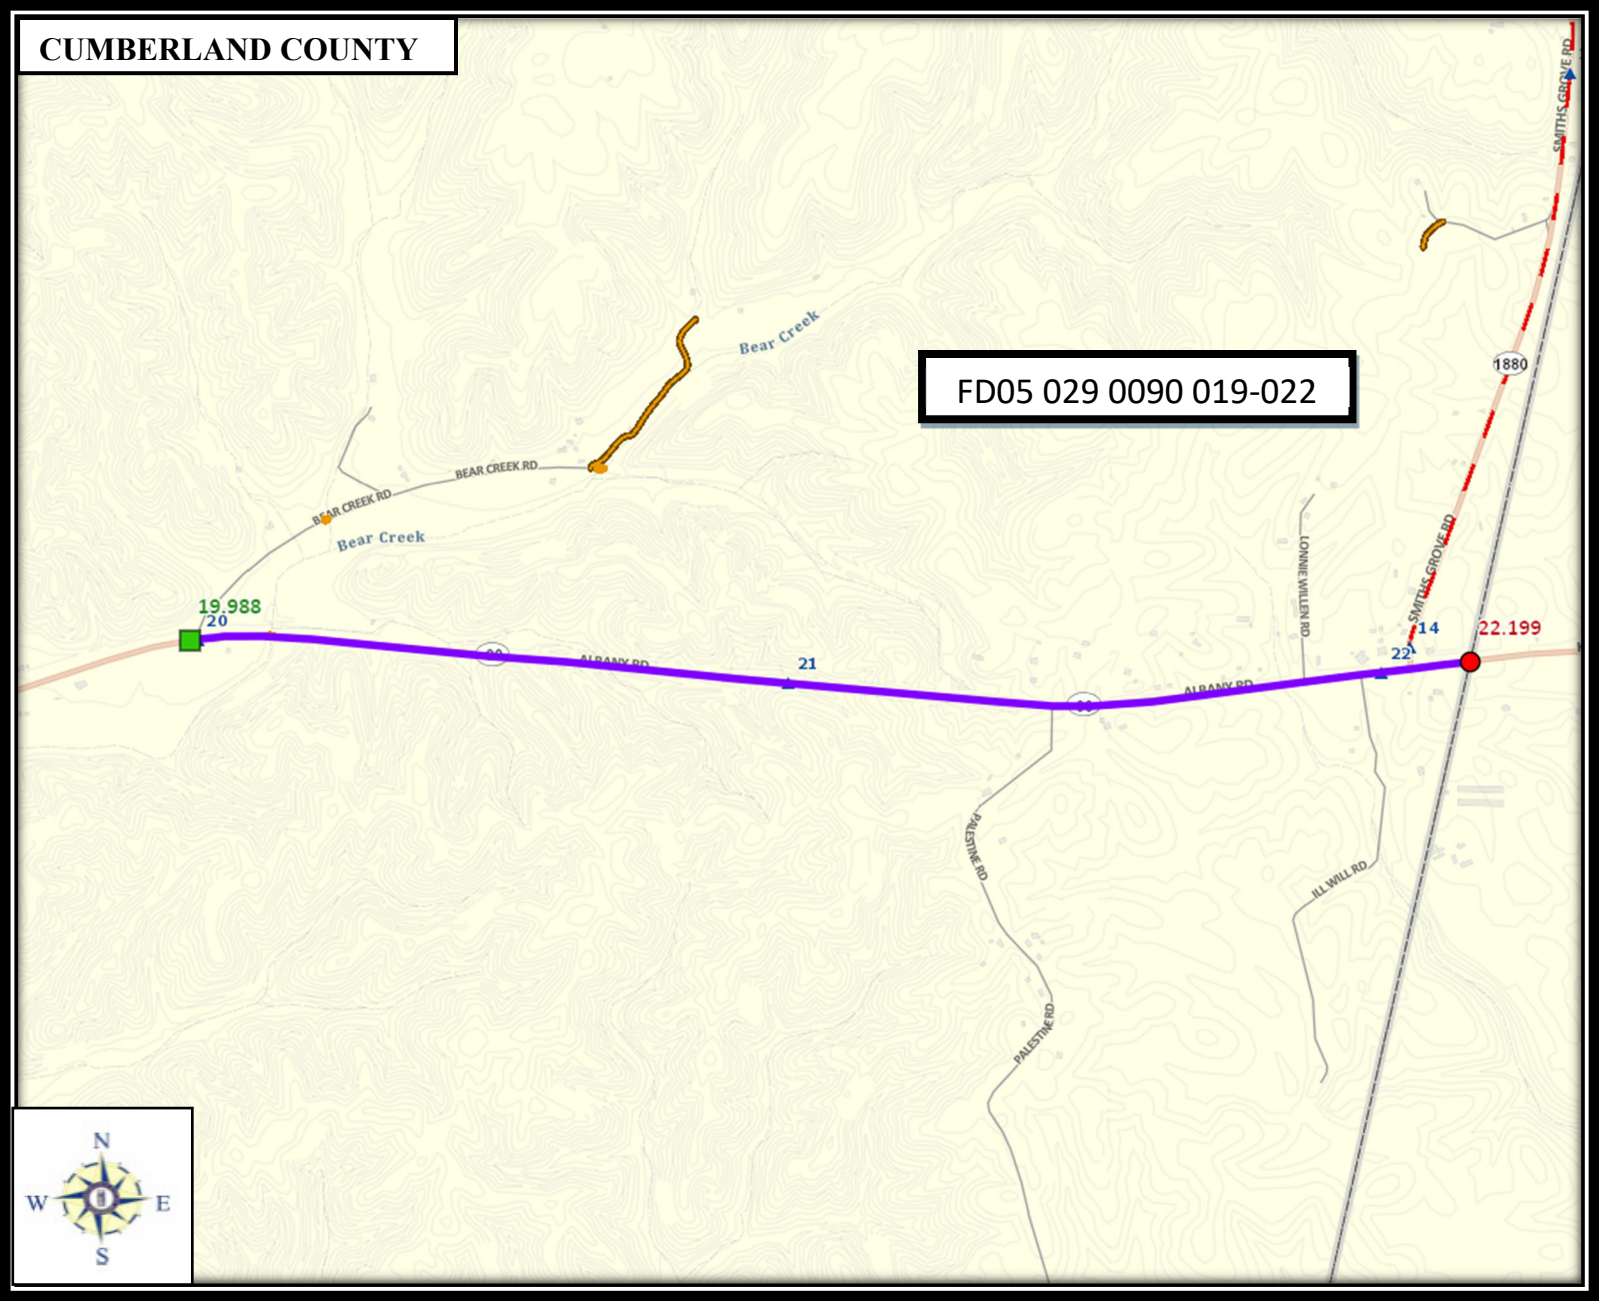 CUMBERLAND COUNTY
SMITHS GROVE RD
Bear Creek
1880
FD05 029 0090 019-022
BEAR CREEK RD
BEAR CREEK RD
Bear Creek
LONNIE WILLEN RD
SMITHS GROVE RD
19.988
20
14
22.199
22
21
ALBANY RD
ALBANY RD
PALESTINE RD
ILL WILL RD
PALESTINE RD
N
W
E
S